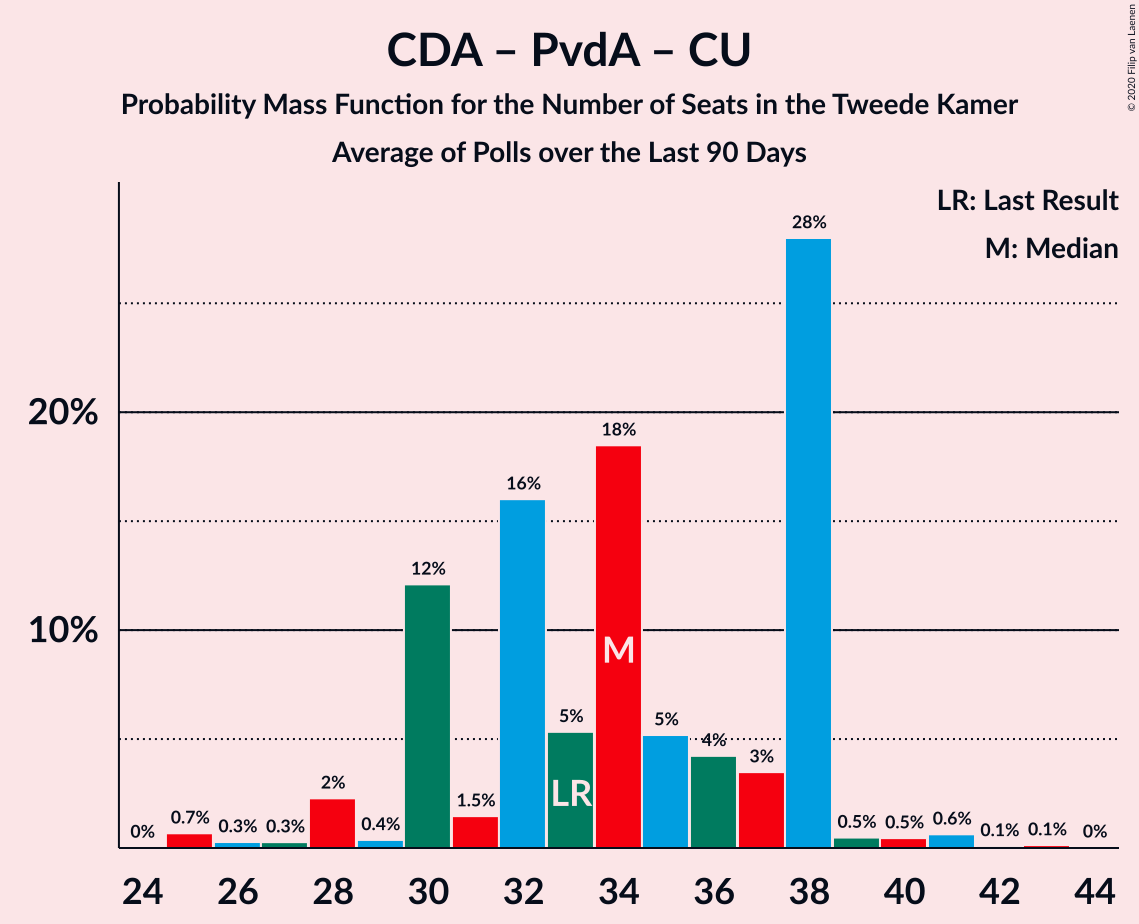 CDA – PvdA – CU
Probability Mass Function for the Number of Seats in the Tweede Kamer
Average of Polls over the Last 90 Days
© 2020 Filip van Laenen
LR: Last Result
M: Median
20%
10%
0%
0.7%
0.3%
0.3%
2%
0.4%
12%
1.5%
16%
5%
18%
5%
4%
3%
28%
0.5%
0.5%
0.6%
0.1%
0.1%
0%
M
LR
24 26 28 30 32 34 36 38 40 42 44